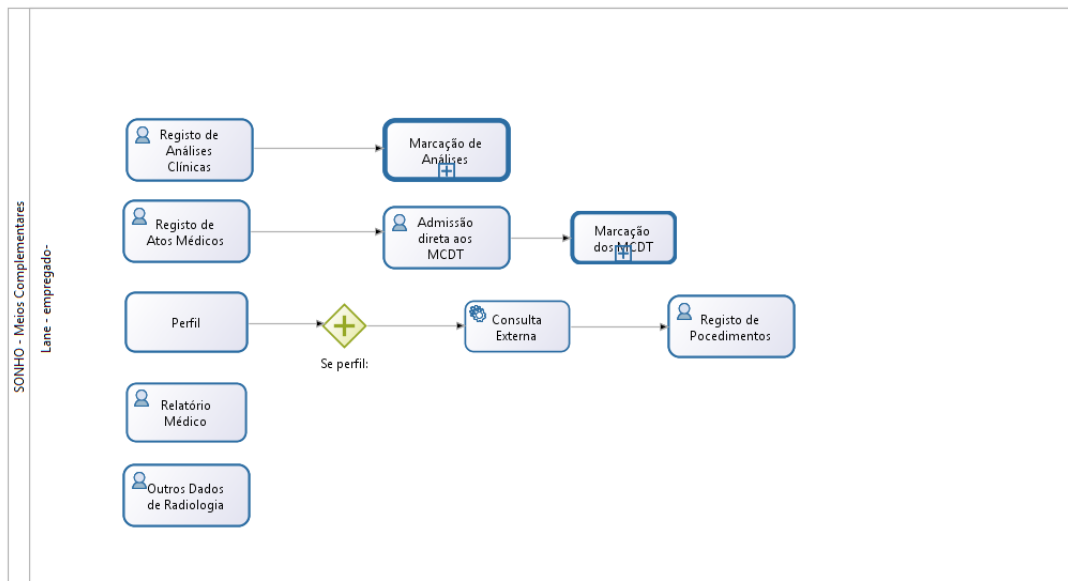 SONHO - Meios Complementares
Lane - empregado-
Registo de
Análises
Clínicas
Marcação de
Análises
Registo de
Atos Médicos
Admissão
direta aos
MCDT
Marcação
dos MCDT
Perfil
Se perfil:
Consulta
Externa
Registo de
Pocedimentos
Relatório
Médico
Outros Dados
de Radiologia